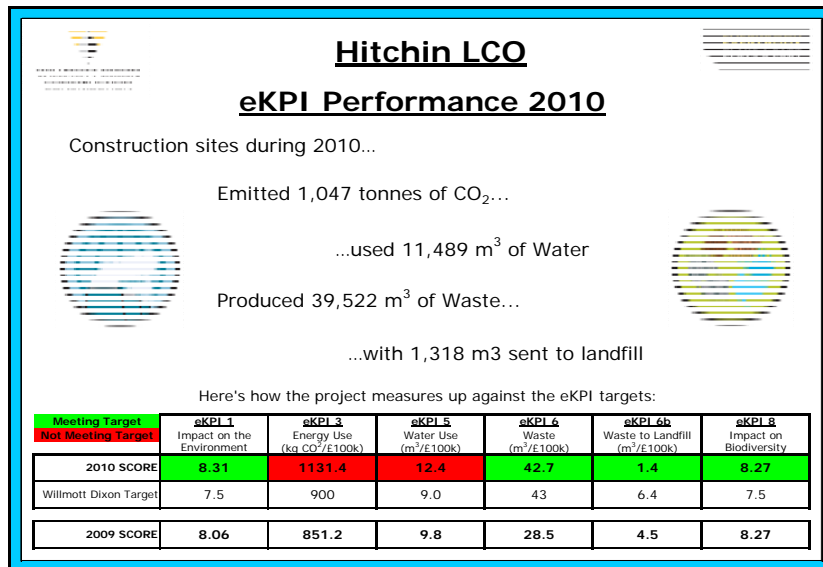 Hitchin LCO
eKPI Performance 2010
Construction sites during 2010...
Emitted 1,047 tonnes of CO₂...
...used 11,489 m³ of Water
Produced 39,522 m³ of Waste...
...with 1,318 m3 sent to landfill
Here's how the project measures up against the eKPI targets:
Meeting Target
Not Meeting Target
eKPI 1
Impact on the
Environment
eKPI 3
Energy Use
(kg CO²/£100k)
eKPI 5
Water Use
(m³/£100k)
eKPI 6
Waste
(m³/£100k)
eKPI 6b
Waste to Landfill
(m³/£100k)
eKPI 8
Impact on
Biodiversity
2010 SCORE 8.31 1131.4 12.4 42.7 1.4 8.27
Willmott Dixon Target 7.5 900 9.0 43 6.4 7.5
2009 SCORE 8.06 851.2 9.8 28.5 4.5 8.27